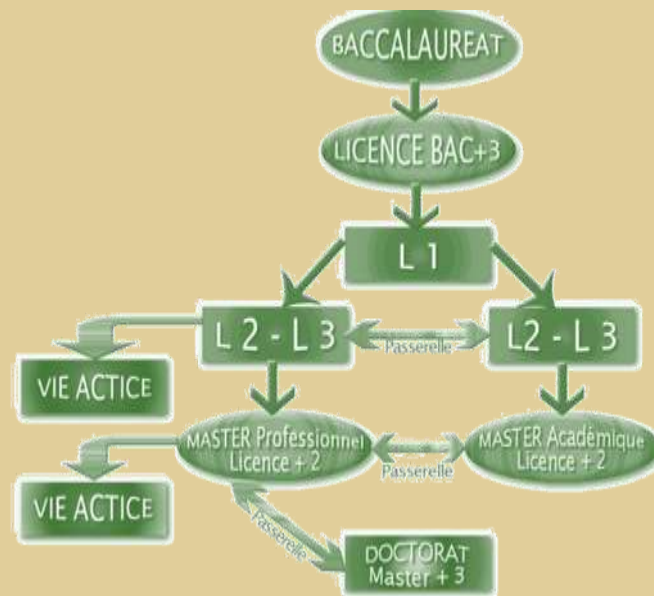 BACCALAUREAT
LICENCE BAC+3
L 1
L 2 - L 3
Passerelle
L2 - L 3
VIE ACTICE
MASTER Professionnel
Licence + 2
Passerelle
MASTER Académique
Licence + 2
VIE ACTICE
Passerelle
DOCTORAT
Master + 3